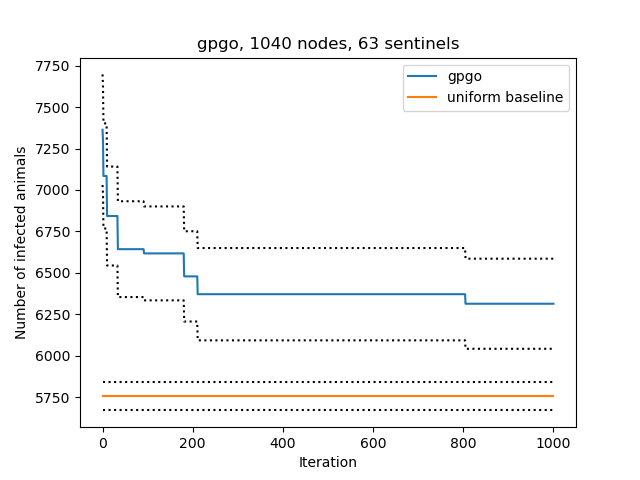 gpgo, 1040 nodes, 63 sentinels
gpgo
uniform baseline
Number of infected animals
7750
7500
7250
7000
6750
6500
6250
6000
5750
0 200 400 600 800 1000
Iteration